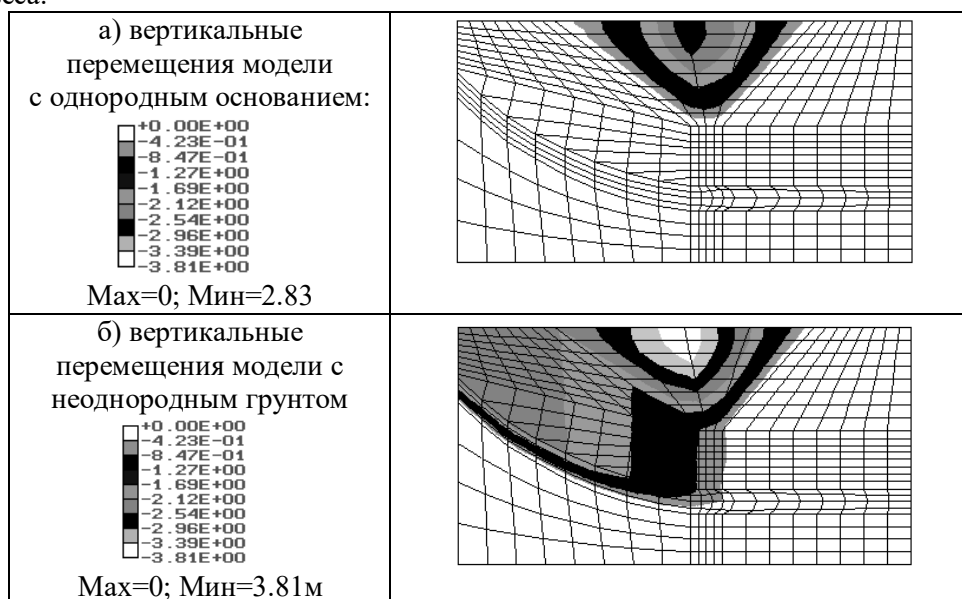 а) вертикальные
перемещения модели
с однородным основанием:
+0.00E+00
-4.23E-01
-8.47E-01
-1.27E+00
-1.69E+00
-2.12E+00
-2.54E+00
-2.96E+00
-3.39E+00
-3.81E+00
Max=0; Мин=2.83
б) вертикальные
перемещения модели с
неоднородным грунтом
+0.00E+00
-4.23E-01
-8.47E-01
-1.27E+00
-1.69E+00
-2.12E+00
-2.54E+00
-2.96E+00
-3.39E+00
-3.81E+00
Max=0; Мин=3.81м